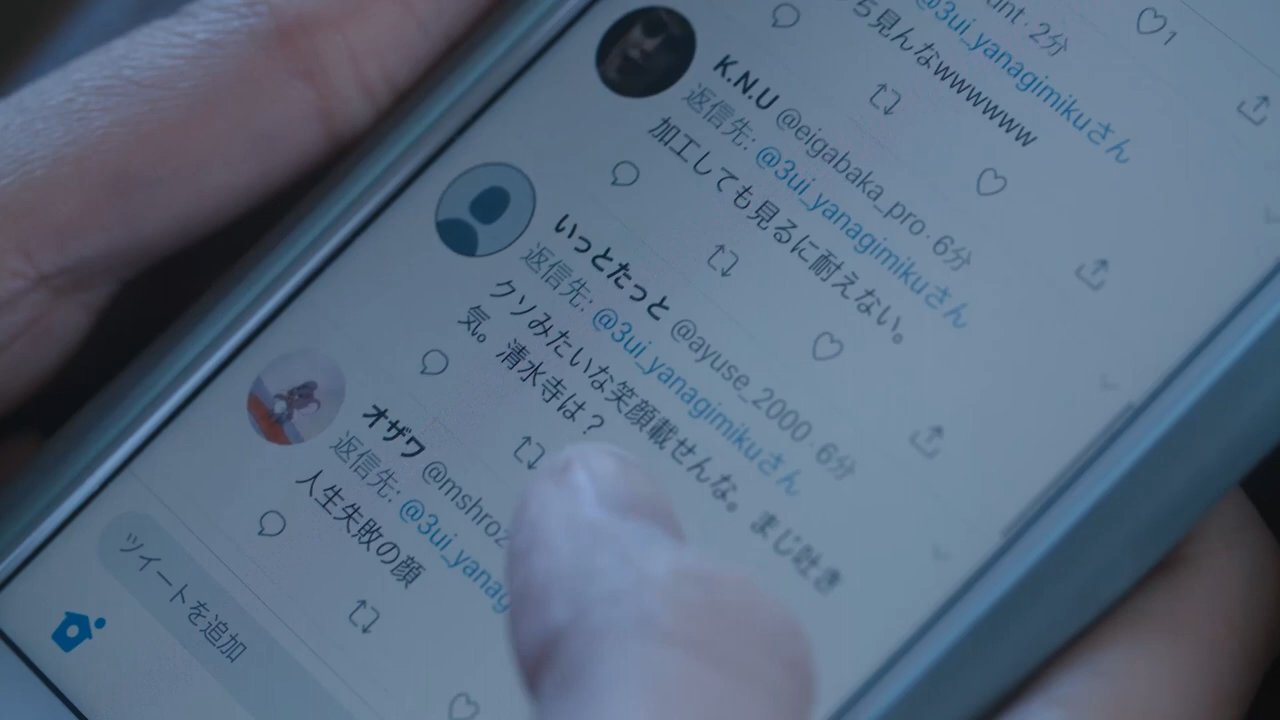 unt・2分
@3ui_yanagimikuさん
ち見んなwwwwww
1
K.N.U @eigabaka_pro・6分
返信先: @3ui_yanagimikuさん
加工しても見るに耐えない。
いっとたっと @ayuse_2000・6分
返信先: @3ui_yanagimikuさん
クソみたいな笑顔載せんな。まじ吐き
気。清水寺は？
オザワ @mshroz
返信先: @3ui_yanag
人生失敗の顔
ツイートを追加